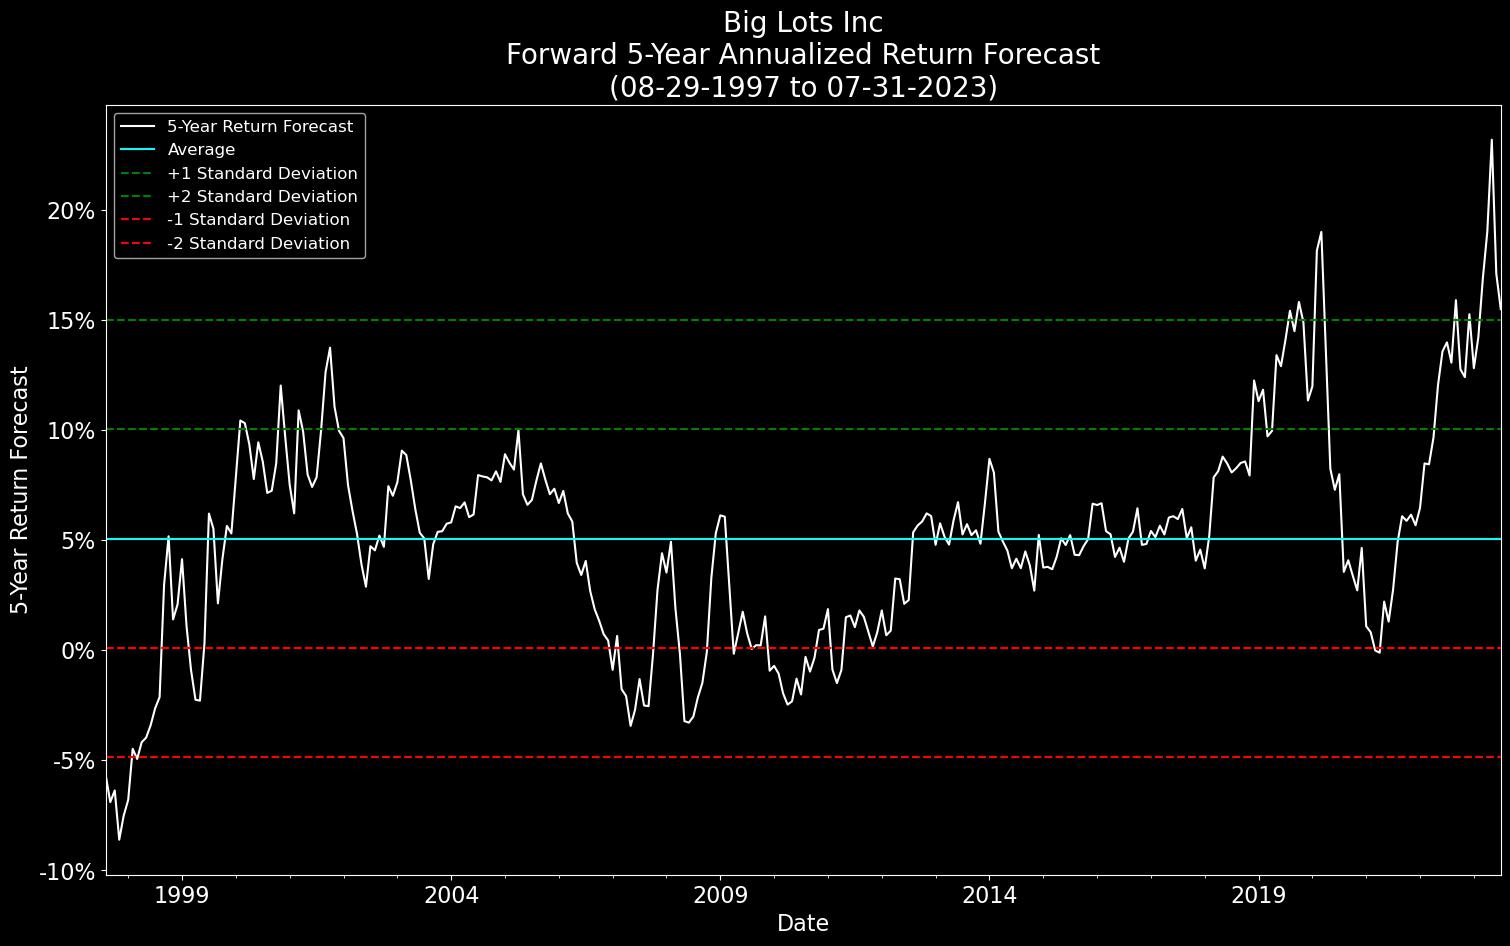 Big Lots Inc
Forward 5-Year Annualized Return Forecast
(08-29-1997 to 07-31-2023)
5-Year Return Forecast
Average
+1 Standard Deviation
+2 Standard Deviation
-1 Standard Deviation
-2 Standard Deviation
20%
15%
10%
5%
0%
-5%
-10%
5-Year Return Forecast
1999 2004 2009 2014 2019
Date